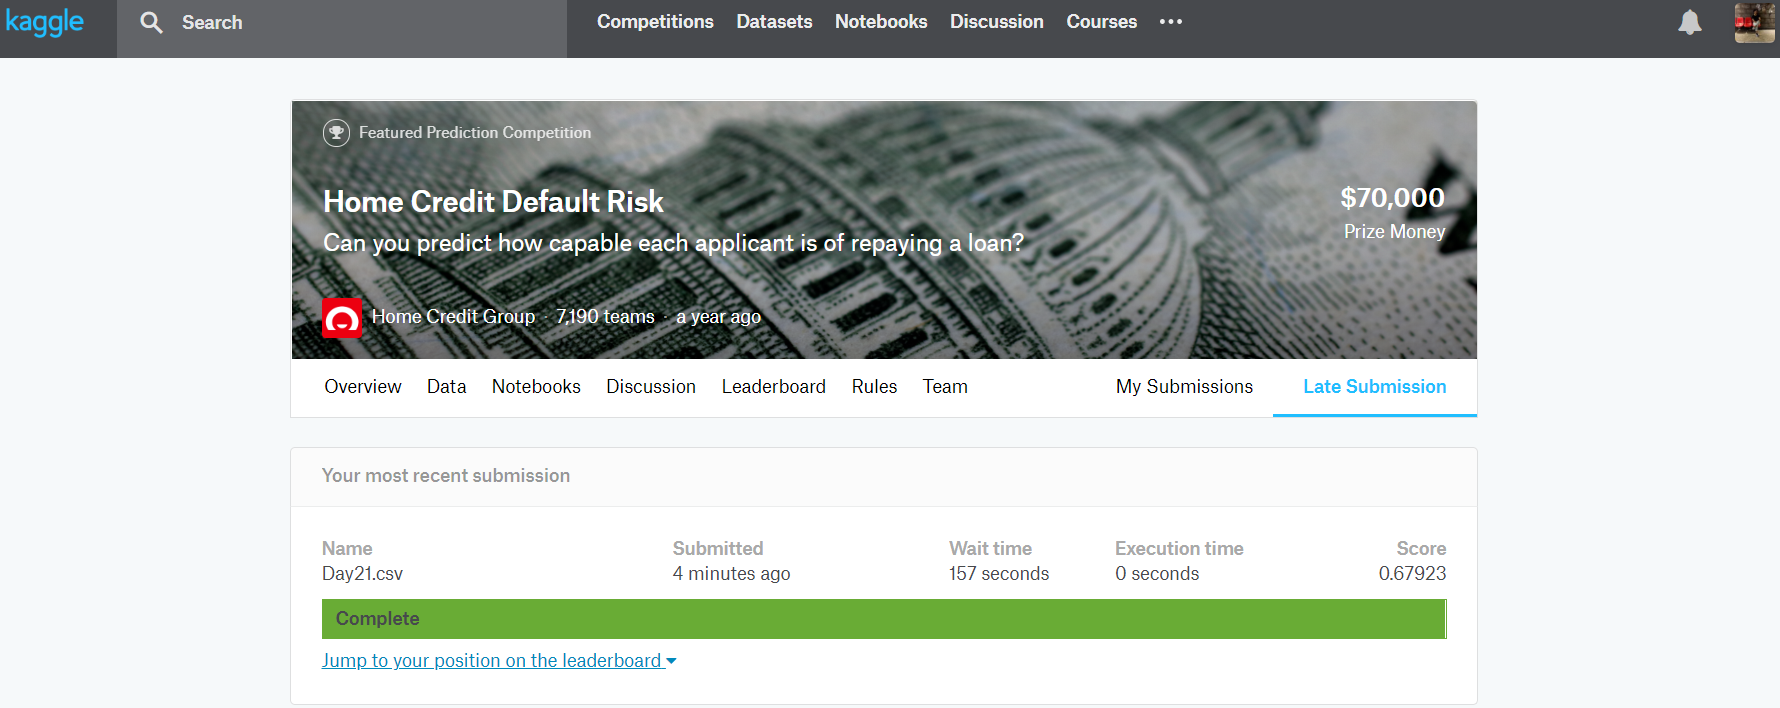 kaggle
Search
Competitions Datasets Notebooks Discussion Courses
Featured Prediction Competition
Home Credit Default Risk
$70,000
Can you predict how capable each applicant is of repaying a loan?
Prize Money
Home Credit Group · 7,190 teams · a year ago
Overview Data Notebooks Discussion Leaderboard Rules Team My Submissions Late Submission
Your most recent submission
Name Submitted Wait time Execution time Score
Day21.csv 4 minutes ago 157 seconds 0 seconds 0.67923
Complete
Jump to your position on the leaderboard